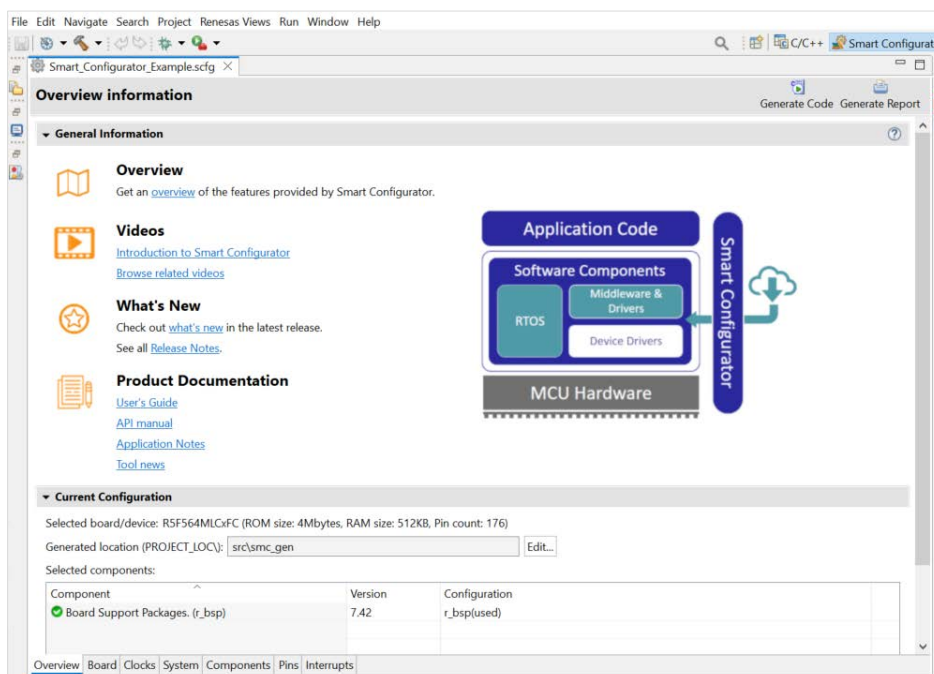 File Edit Navigate Search Project Renesas Views Run Window Help
C/C++ Smart Configurat
Smart_Configurator_Example.scfg
Overview information
Generate Code Generate Report
General Information
Overview
Get an overview of the features provided by Smart Configurator.
Videos
Introduction to Smart Configurator
Browse related videos
What's New
Check out what's new in the latest release.
See all Release Notes.
Product Documentation
User's Guide
API manual
Application Notes
Tool news
Application Code
Software Components
RTOS
Middleware &
Drivers
Device Drivers
MCU Hardware
Smart Configurator
Current Configuration
Selected board/device: R5F564MLCxFC (ROM size: 4Mbytes, RAM size: 512KB, Pin count: 176)
Generated location (PROJECT_LOC\): src\smc_gen Edit...
Selected components:
Component Version Configuration
Board Support Packages. (r_bsp) 7.42 r_bsp(used)
Overview Board Clocks System Components Pins Interrupts